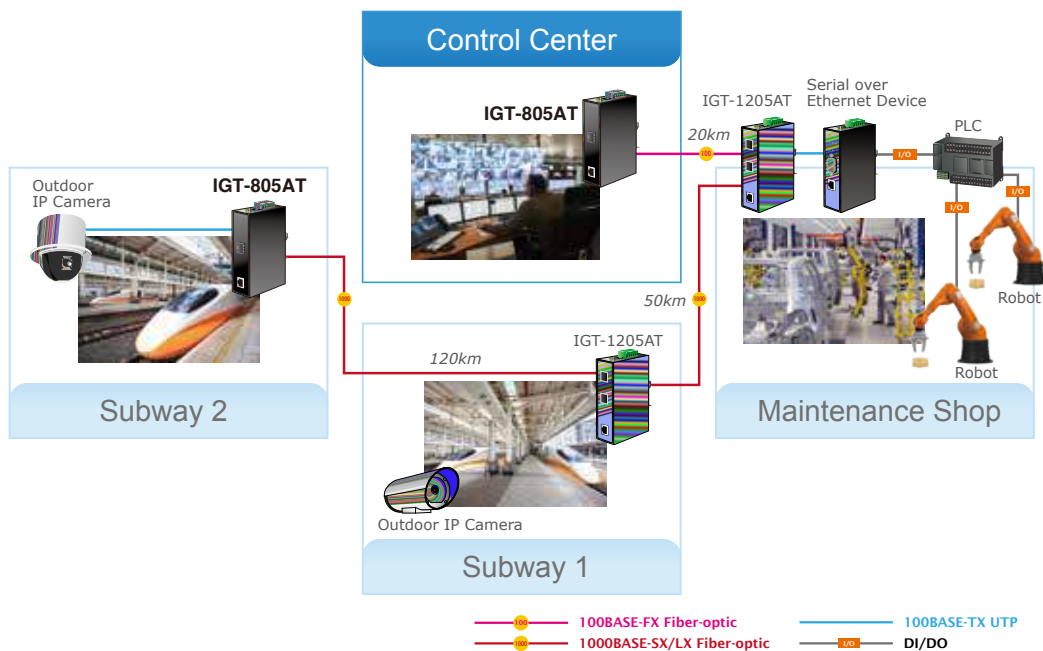 Control Center
IGT-805AT
20km
100
IGT-1205AT
Serial over
Ethernet Device
I/O
PLC
I/O
I/O
Robot
Robot
Maintenance Shop
Outdoor
IP Camera
IGT-805AT
1000
Subway 2
50km
1000
120km
IGT-1205AT
Outdoor IP Camera
Subway 1
100
100BASE-FX Fiber-optic
100BASE-TX UTP
1000
1000BASE-SX/LX Fiber-optic
I/O
DI/DO